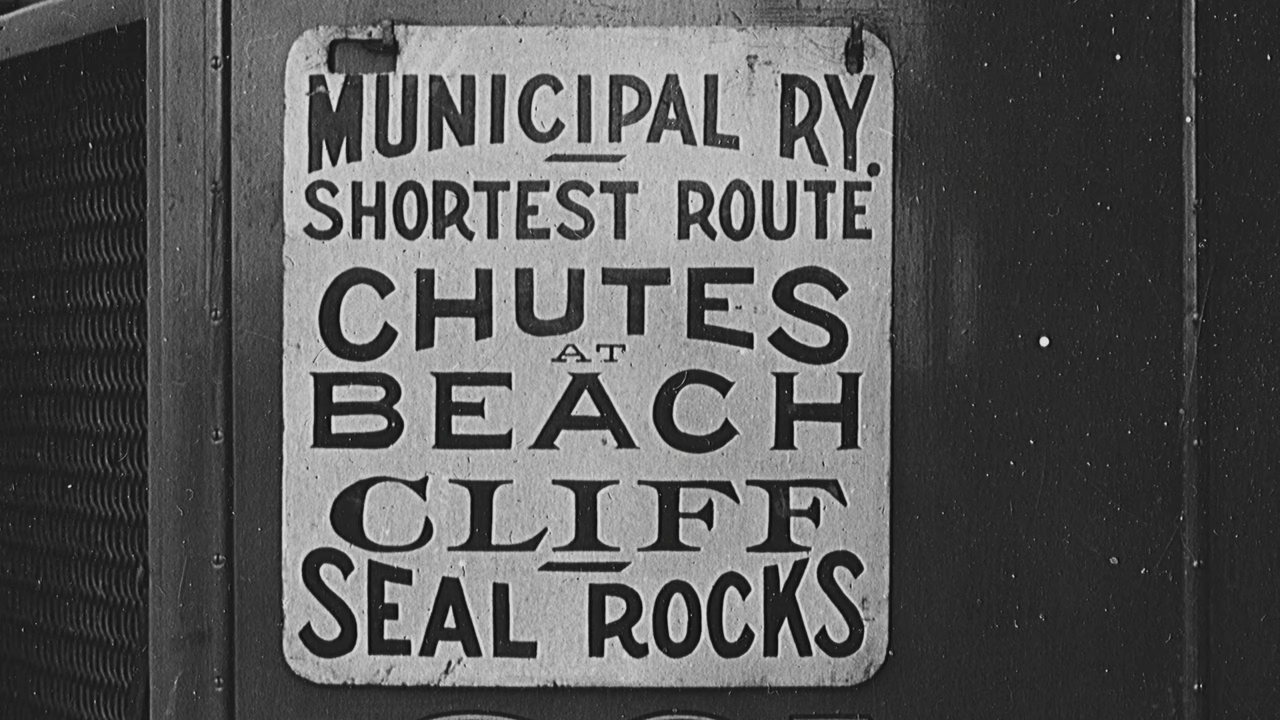 MUNICIPAL RY.
SHORTEST ROUTE
CHUTES
AT
BEACH
CLIFF
SEAL ROCKS